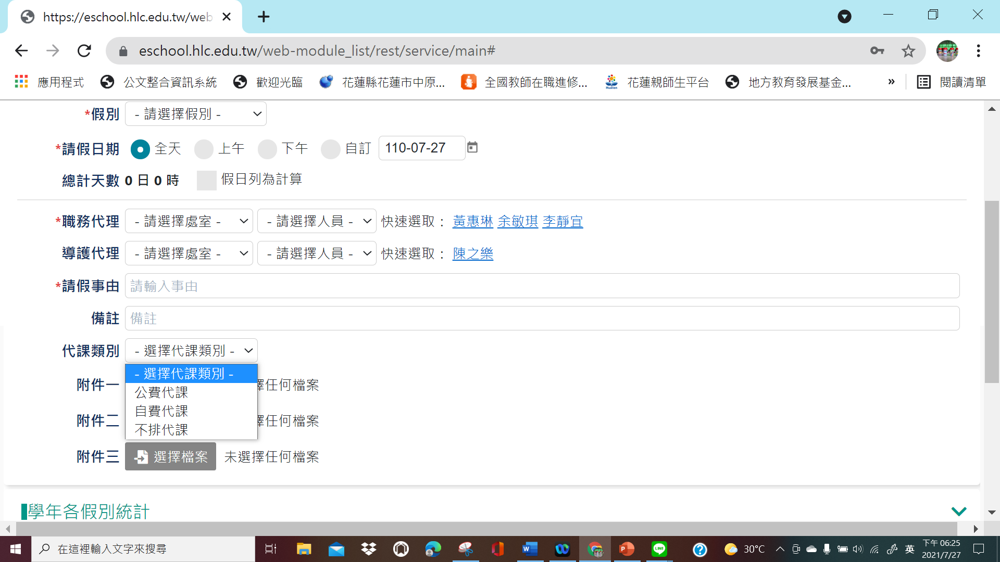 https://eschool.hlc.edu.tw/web
eschool.hlc.edu.tw/web-module_list/rest/service/main#
應用程式 公文整合資訊系統 歡迎光臨 花蓮縣花蓮市中原... 全國教師在職進修... 花蓮親師生平台 地方教育發展基金... » 閱讀清單
*假別 - 請選擇假別 -
*請假日期 全天 上午 下午 自訂 110-07-27
總計天數 0 日 0 時 假日列為計算
*職務代理 - 請選擇處室 - - 請選擇人員 - 快速選取： 黃惠琳 余敏琪 李靜宜
導護代理 - 請選擇處室 - - 請選擇人員 - 快速選取： 陳之樂
*請假事由 請輸入事由
備註 備註
代課類別 - 選擇代課類別 -
- 選擇代課類別 -
附件一 擇任何檔案
公費代課
自費代課
附件二 擇任何檔案
不排代課
附件三 選擇檔案 未選擇任何檔案
學年各假別統計
在這裡輸入文字來搜尋 30°C 英 下午 06:25
2021/7/27